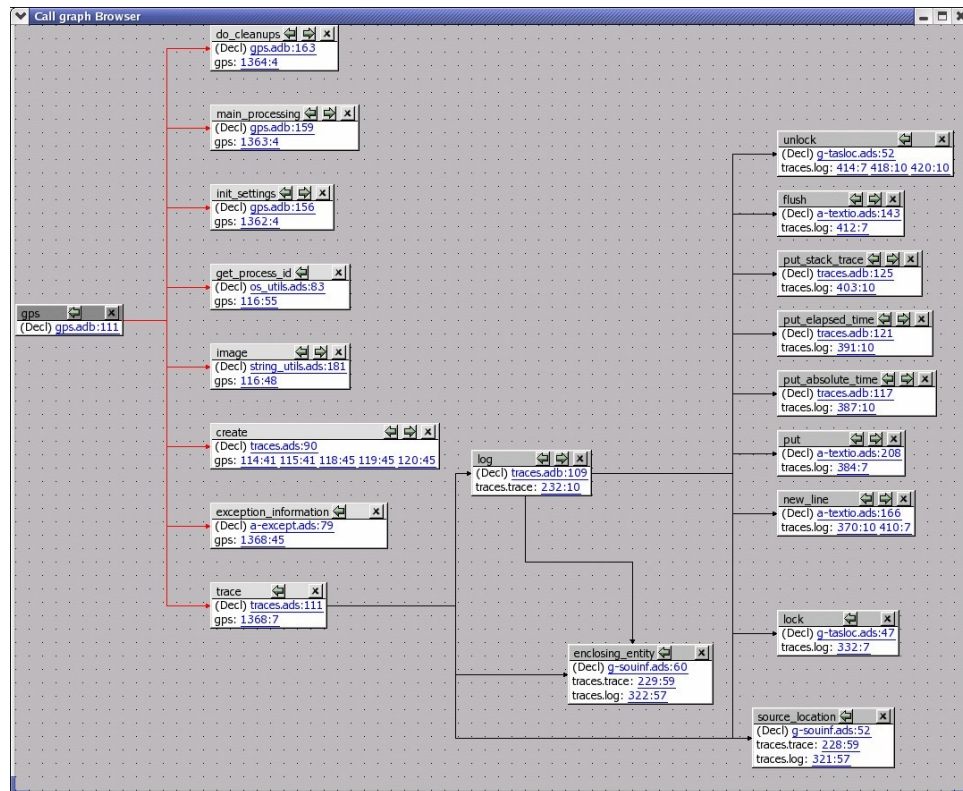 Call graph Browser
do_cleanups
(Decl) gps.adb:163
gps: 1364:4
main_processing
(Decl) gps.adb:159
gps: 1363:4
init_settings
(Decl) gps.adb:156
gps: 1362:4
get_process_id
(Decl) os_utils.ads:83
gps: 116:55
gps
(Decl) gps.adb:111
image
(Decl) string_utils.ads:181
gps: 116:48
create
(Decl) traces.ads:90
gps: 114:41 115:41 118:45 119:45 120:45
exception_information
(Decl) a-except.ads:79
gps: 1368:45
trace
(Decl) traces.ads:111
gps: 1368:7
log
(Decl) traces.adb:109
traces.trace: 232:10
enclosing_entity
(Decl) g-souinf.ads:60
traces.trace: 229:59
traces.log: 322:57
unlock
(Decl) g-tasloc.ads:52
traces.log: 414:7 418:10 420:10
flush
(Decl) a-textio.ads:143
traces.log: 412:7
put_stack_trace
(Decl) traces.adb:125
traces.log: 403:10
put_elapsed_time
(Decl) traces.adb:121
traces.log: 391:10
put_absolute_time
(Decl) traces.adb:117
traces.log: 387:10
put
(Decl) a-textio.ads:208
traces.log: 384:7
new_line
(Decl) a-textio.ads:166
traces.log: 370:10 410:7
lock
(Decl) g-tasloc.ads:47
traces.log: 332:7
source_location
(Decl) g-souinf.ads:52
traces.trace: 228:59
traces.log: 321:57